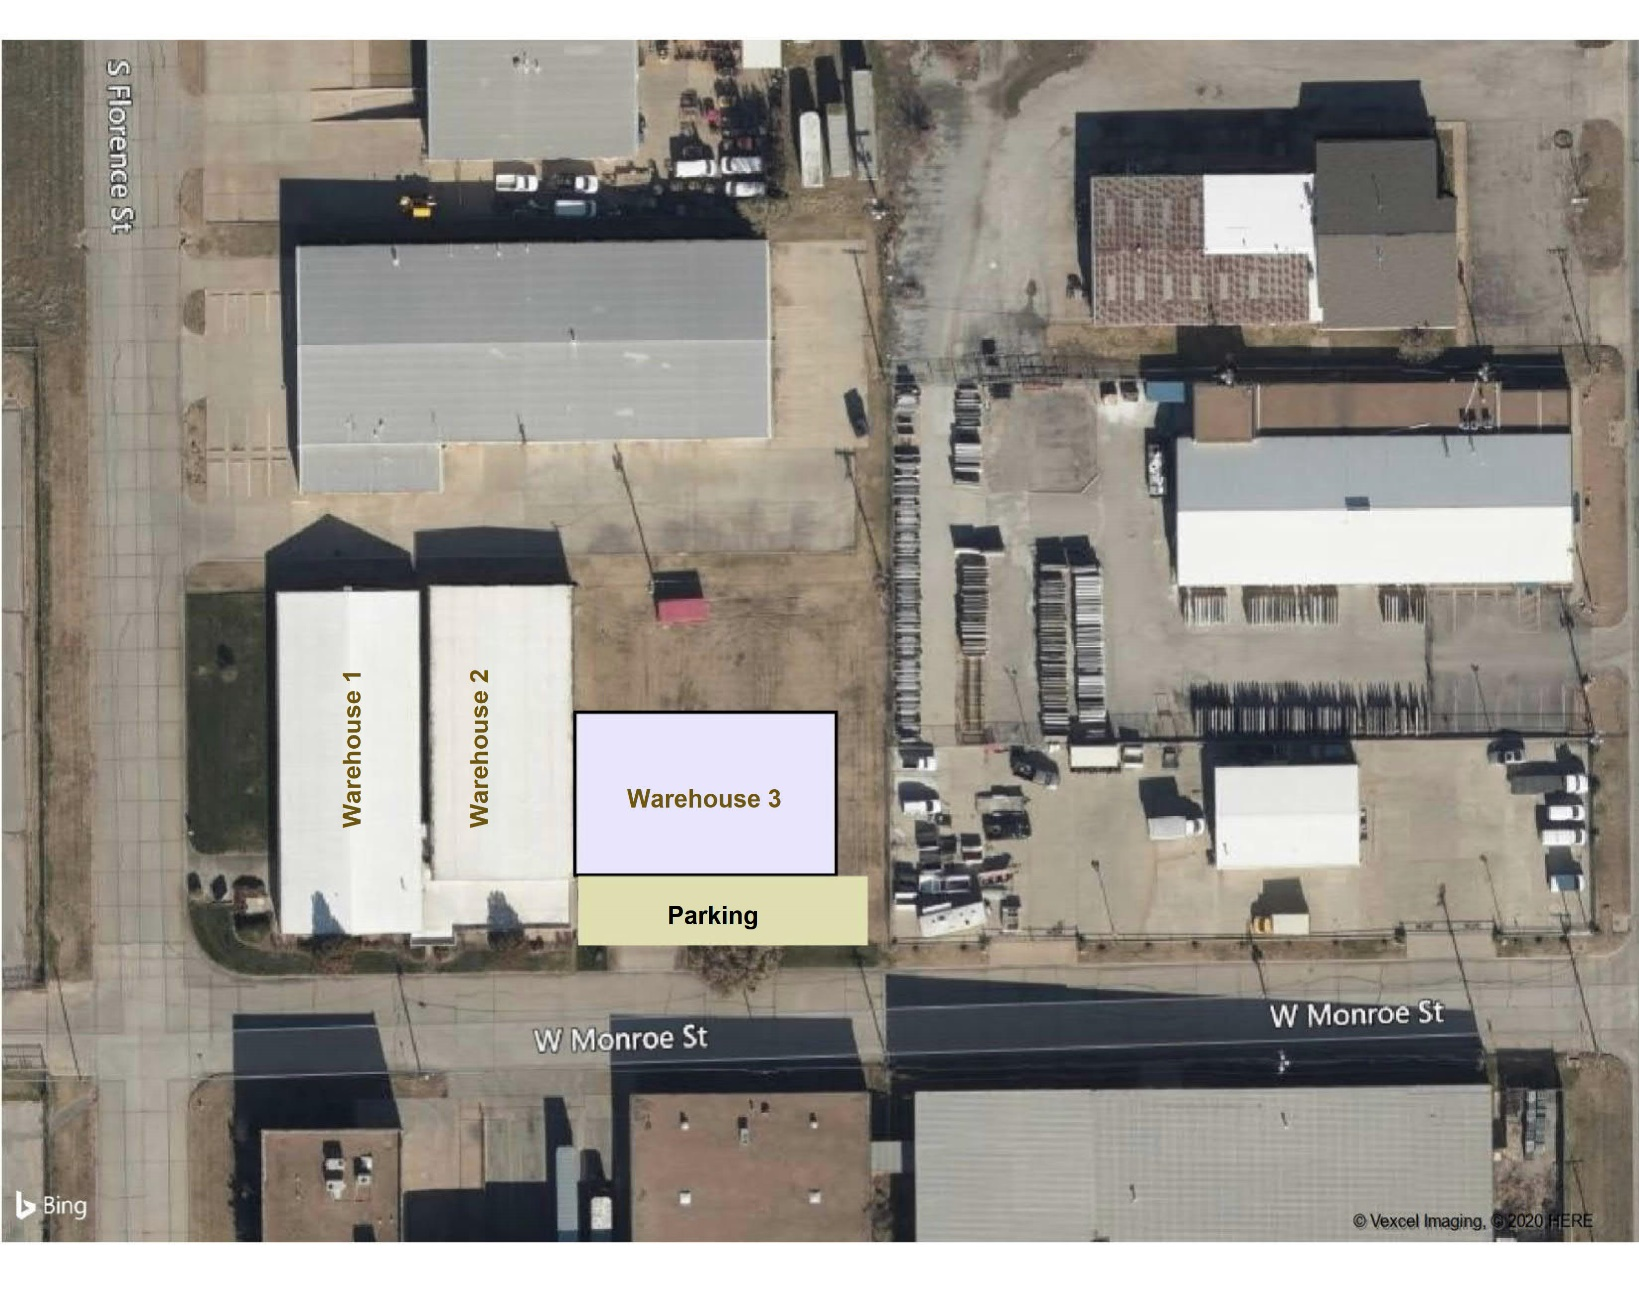 S Florence St
Warehouse 1
Warehouse 2
Warehouse 3
Parking
W Monroe St
W Monroe St
Bing
© Vexcel Imaging, © 2020 HERE